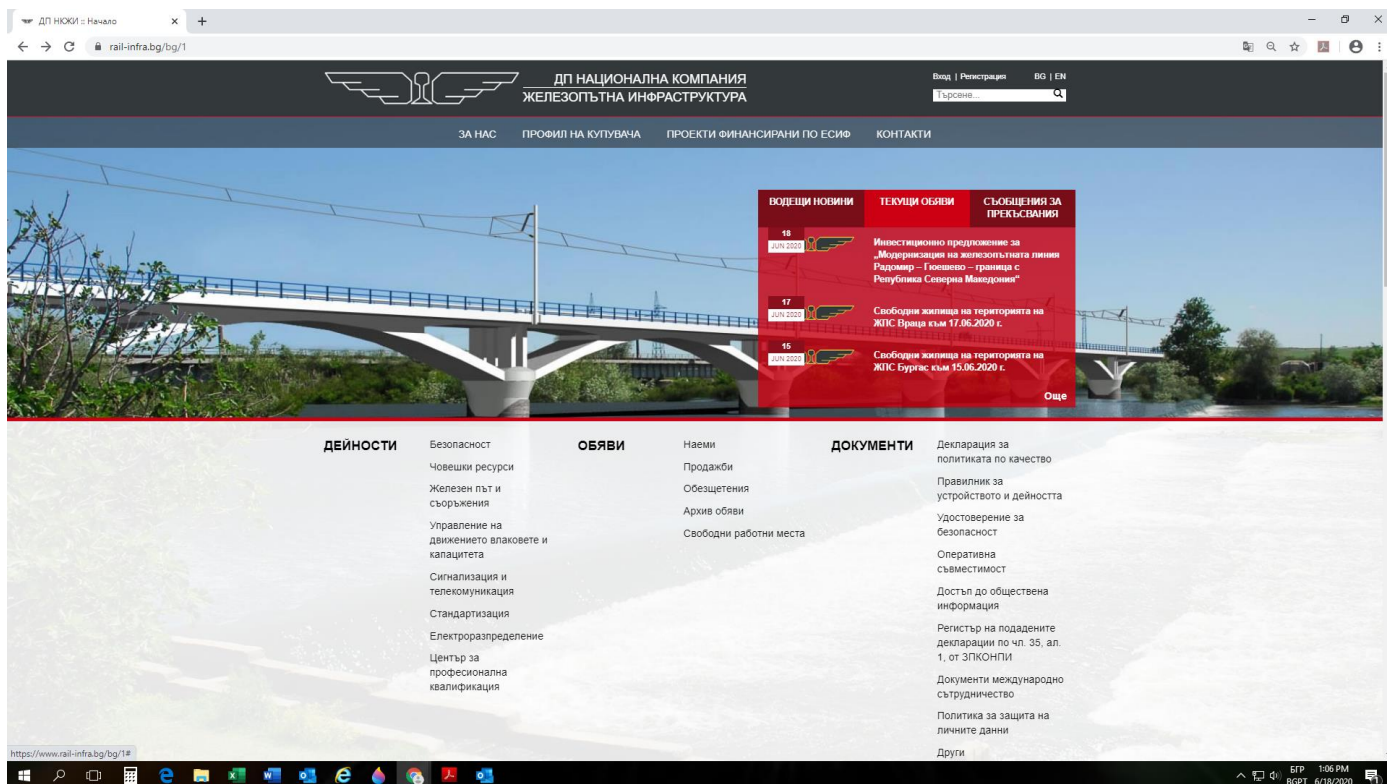 ДП НКЖИ :: Начало
rail-infra.bg/bg/1
ДП НАЦИОНАЛНА КОМПАНИЯ
ЖЕЛЕЗОПЪТНА ИНФРАСТРУКТУРА
Вход | Регистрация BG | EN
Търсене...
ЗА НАС ПРОФИЛ НА КУПУВАЧА ПРОЕКТИ ФИНАНСИРАНИ ПО ЕСИФ КОНТАКТИ
ВОДЕЩИ НОВИНИ
ТЕКУЩИ ОБЯВИ
СЪОБЩЕНИЯ ЗА
ПРЕКЪСВАНИЯ
18
JUN 2020
Инвестиционно предложение за
„Модернизация на железопътната линия
Радомир – Гюешево – граница с
Република Северна Македония“
17
JUN 2020
Свободни жилища на територията на
ЖПС Враца към 17.06.2020 г.
15
JUN 2020
Свободни жилища на територията на
ЖПС Бургас към 15.06.2020 г.
Още
ДЕЙНОСТИ
Безопасност
Човешки ресурси
Железен път и
съоръжения
Управление на
движението влаковете и
капацитета
Сигнализация и
телекомуникация
Стандартизация
Електроразпределение
Център за
професионална
квалификация
ОБЯВИ
Наеми
Продажби
Обезщетения
Архив обяви
Свободни работни места
ДОКУМЕНТИ
Декларация за
политиката по качество
Правилник за
устройството и дейността
Удостоверение за
безопасност
Оперативна
съвместимост
Достъп до обществена
информация
Регистър на подадените
декларации по чл. 35, ал.
1, от ЗПКОНПИ
Документи международно
сътрудничество
Политика за защита на
личните данни
Други
https://www.rail-infra.bg/bg/1#
БГР 1:06 PM
BGPT 6/18/2020